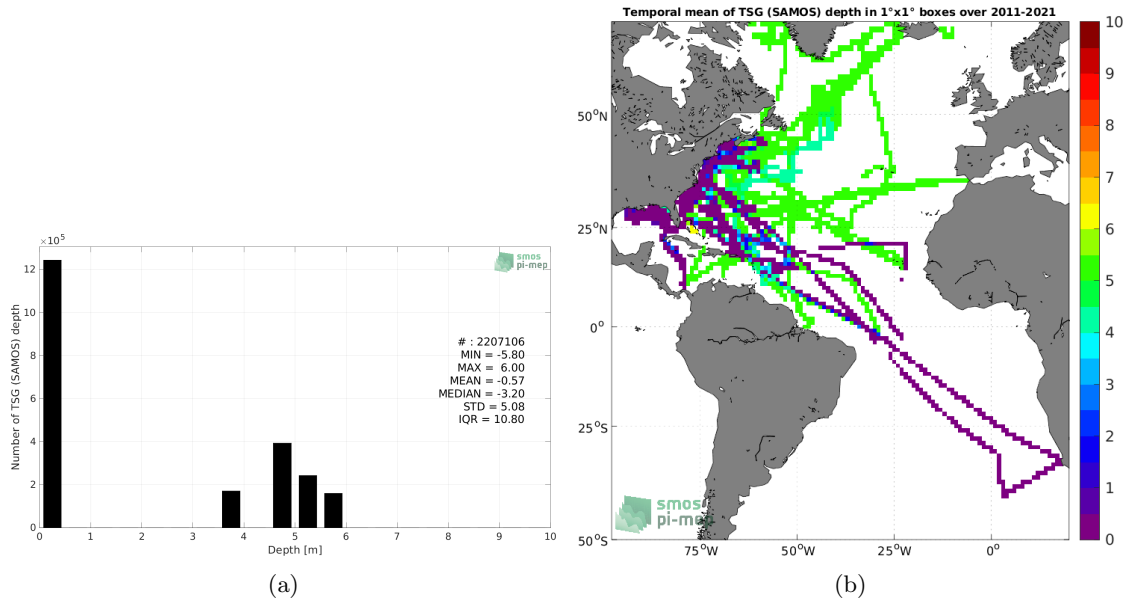 ×10⁵
12
10
8
6
4
2
0
Number of TSG (SAMOS) depth
smos
pi-mep
# : 2207106
MIN = -5.80
MAX = 6.00
MEAN = -0.57
MEDIAN = -3.20
STD = 5.08
IQR = 10.80
0 1 2 3 4 5 6 7 8 9 10
Depth [m]
(a)
Temporal mean of TSG (SAMOS) depth in 1°x1° boxes over 2011-2021
50°N
25°N
0°
25°S
50°S
75°W 50°W 25°W 0°
smos
pi-mep
10
9
8
7
6
5
4
3
2
1
0
(b)